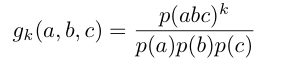 g_k(a, b, c) = \frac{p(abc)^k}{p(a)p(b)p(c)}